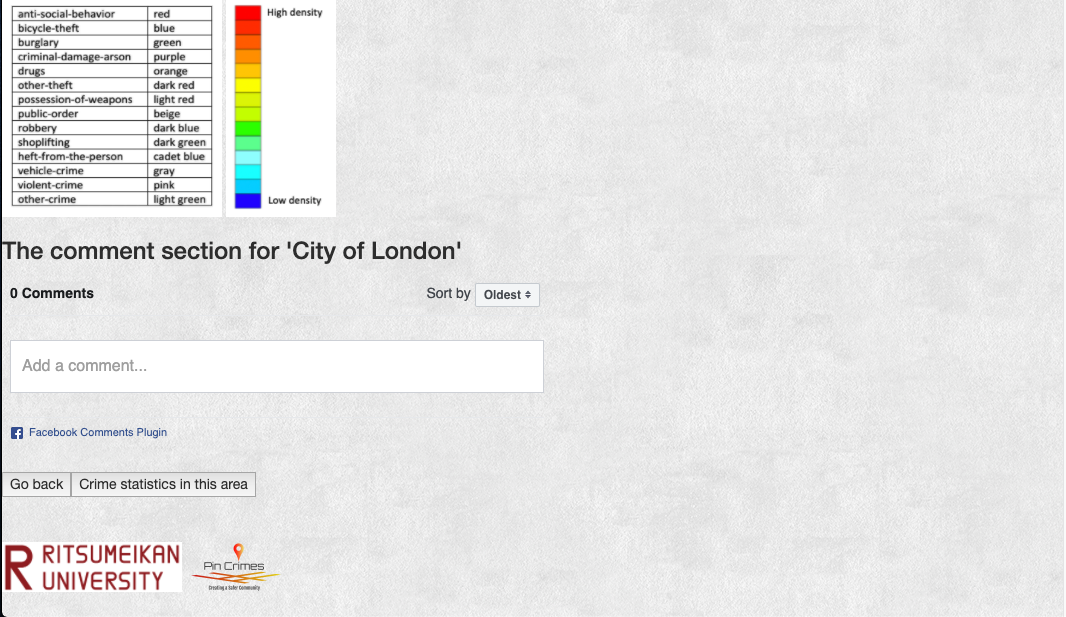 anti-social-behavior red
bicycle-theft blue
burglary green
criminal-damage-arson purple
drugs orange
other-theft dark red
possession-of-weapons light red
public-order beige
robbery dark blue
shoplifting dark green
heft-from-the-person cadet blue
vehicle-crime gray
violent-crime pink
other-crime light green
High density
Low density
The comment section for 'City of London'
0 Comments Sort by Oldest
Add a comment...
Facebook Comments Plugin
Go back Crime statistics in this area
R RITSUMEIKAN
UNIVERSITY
Pin Crimes
Creating a Safer Community